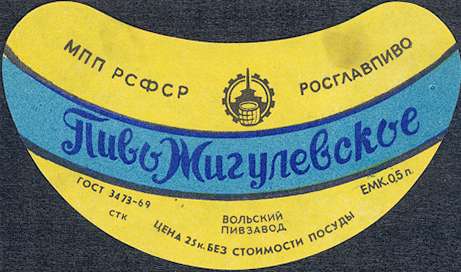 МПП РСФСР
РОСГЛАВПИВО
Пиво Жигулевское
ГОСТ 3473-69
СТК
ВОЛЬСКИЙ
ПИВЗАВОД
ЕМК. 0,5 л.
ЦЕНА 25 к. БЕЗ СТОИМОСТИ ПОСУДЫ